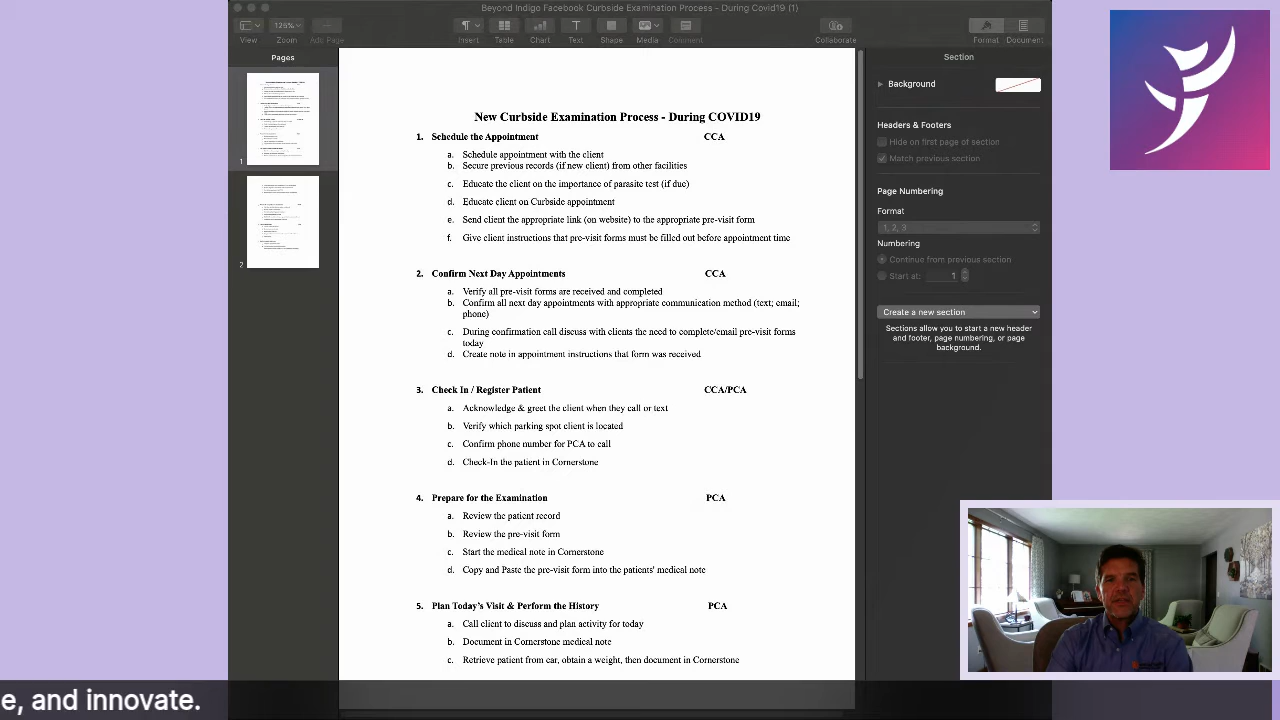 Beyond Indigo Facebook Curbside Examination Process - During Covid19 (1)
125%
View
Zoom
Add Page
Insert
Table
Chart
Text
Shape
Media
Comment
Collaborate
Format
Document
Pages
1
2
New Curbside Examination Process - During COVID19
1. Schedule the Appointment CCA
a. Schedule appointment with the client
b. Secure previous records (if new client) from other facilities
Educate the client on importance of parasite test (if due)
d. Educate client on Curbside appointment
Send client the appropriate link (on website) to the appropriate pre-visit form
Give client instructions pre-visit form must be filled prior to appointment time
2. Confirm Next Day Appointments CCA
a. Verify all pre-visit forms are received and completed
b. Confirm all next day appointments with appropriate communication method (text; email;
phone)
c. During confirmation call discuss with clients the need to complete/email pre-visit forms
today
d. Create note in appointment instructions that form was received
3. Check In / Register Patient CCA/PCA
a. Acknowledge & greet the client when they call or text
b. Verify which parking spot client is located
c. Confirm phone number for PCA to call
d. Check-In the patient in Cornerstone
4. Prepare for the Examination PCA
a. Review the patient record
b. Review the pre-visit form
c. Start the medical note in Cornerstone
d. Copy and Paste the pre-visit form into the patients' medical note
5. Plan Today's Visit & Perform the History PCA
a. Call client to discuss and plan activity for today
b. Document in Cornerstone medical note
c. Retrieve patient from car, obtain a weight, then document in Cornerstone
Section
Background
Headers & Footers
Hide on first page of section
Match previous section
Page Numbering
Format
1, 2, 3
Numbering
Continue from previous section
Start at: 1
Create a new section
Sections allow you to start a new header
and footer, page numbering, or page
background.
e, and innovate.